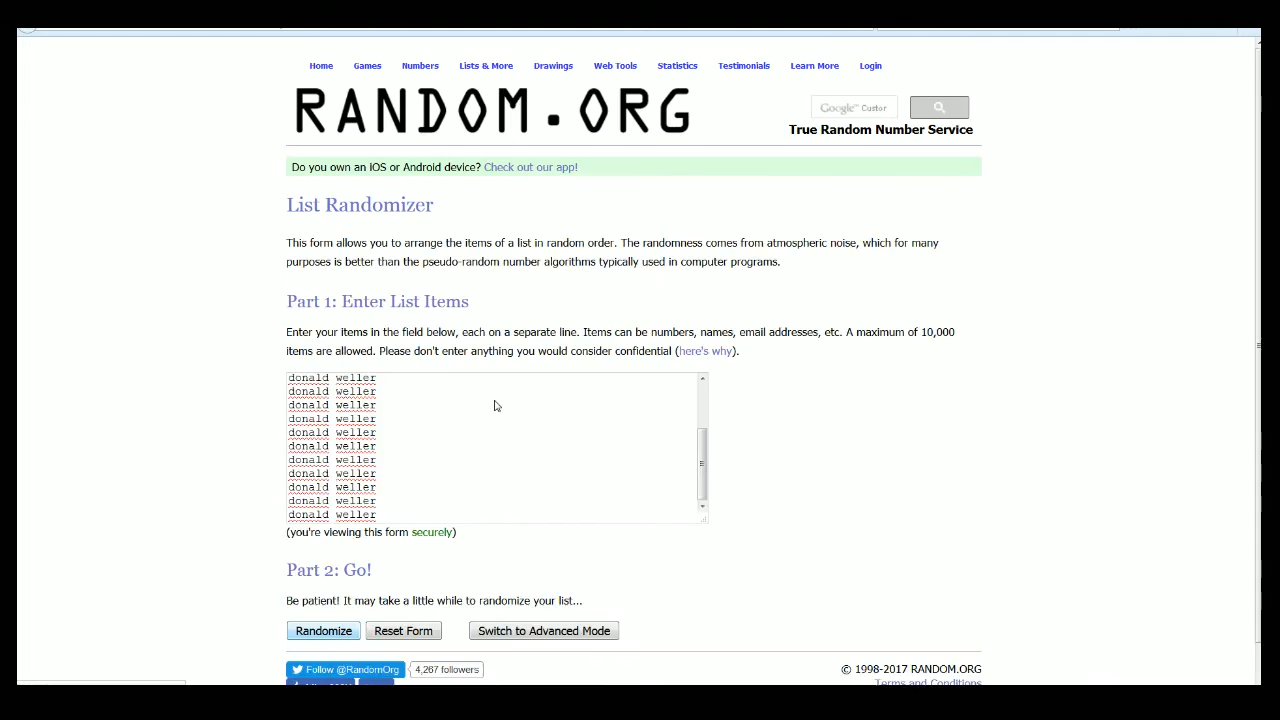 Home Games Numbers Lists & More Drawings Web Tools Statistics Testimonials Learn More Login
RANDOM.ORG
Google™ Custor
True Random Number Service
Do you own an iOS or Android device? Check out our app!
List Randomizer
This form allows you to arrange the items of a list in random order. The randomness comes from atmospheric noise, which for many
purposes is better than the pseudo-random number algorithms typically used in computer programs.
Part 1: Enter List Items
Enter your items in the field below, each on a separate line. Items can be numbers, names, email addresses, etc. A maximum of 10,000
items are allowed. Please don't enter anything you would consider confidential (here's why).
donald weller
donald weller
donald weller
donald weller
donald weller
donald weller
donald weller
donald weller
donald weller
donald weller
donald weller
(you're viewing this form securely)
Part 2: Go!
Be patient! It may take a little while to randomize your list...
Randomize Reset Form Switch to Advanced Mode
Follow @RandomOrg 4,267 followers
© 1998-2017 RANDOM.ORG
Terms and Conditions